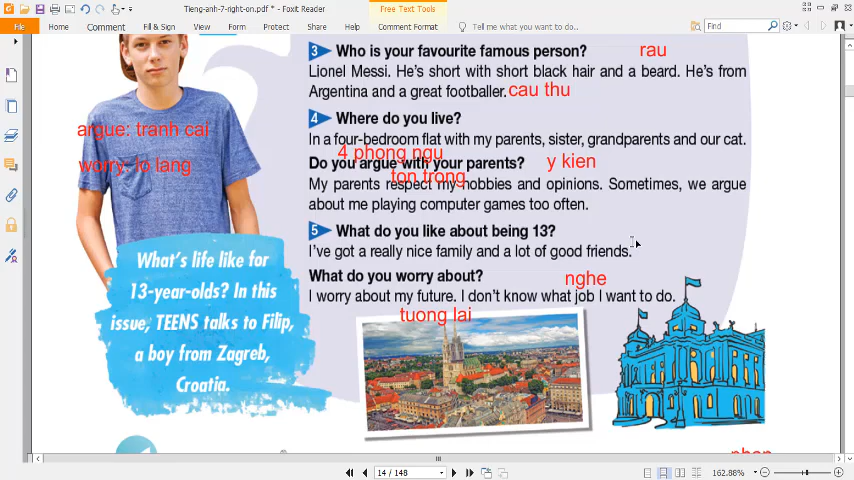 Tieng-anh-7-right-on.pdf * - Foxit Reader
Free Text Tools
File Home Comment Fill & Sign View Form Protect Share Help Comment Format Tell me what you want to do... Find
3 Who is your favourite famous person? rau
Lionel Messi. He's short with short black hair and a beard. He's from
Argentina and a great footballer. cau thu
4 Where do you live?
In a four-bedroom flat with my parents, sister, grandparents and our cat.
4 phong ngu
Do you argue with your parents? y kien
ton trong
My parents respect my hobbies and opinions. Sometimes, we argue
about me playing computer games too often.
5 What do you like about being 13?
I've got a really nice family and a lot of good friends.
What do you worry about? nghe
I worry about my future. I don't know what job I want to do.
tuong lai
argue: tranh cai
worry: lo lang
What's life like for
13-year-olds? In this
issue, TEENS talks to Filip,
a boy from Zagreb,
Croatia.
14 / 148 162.88%